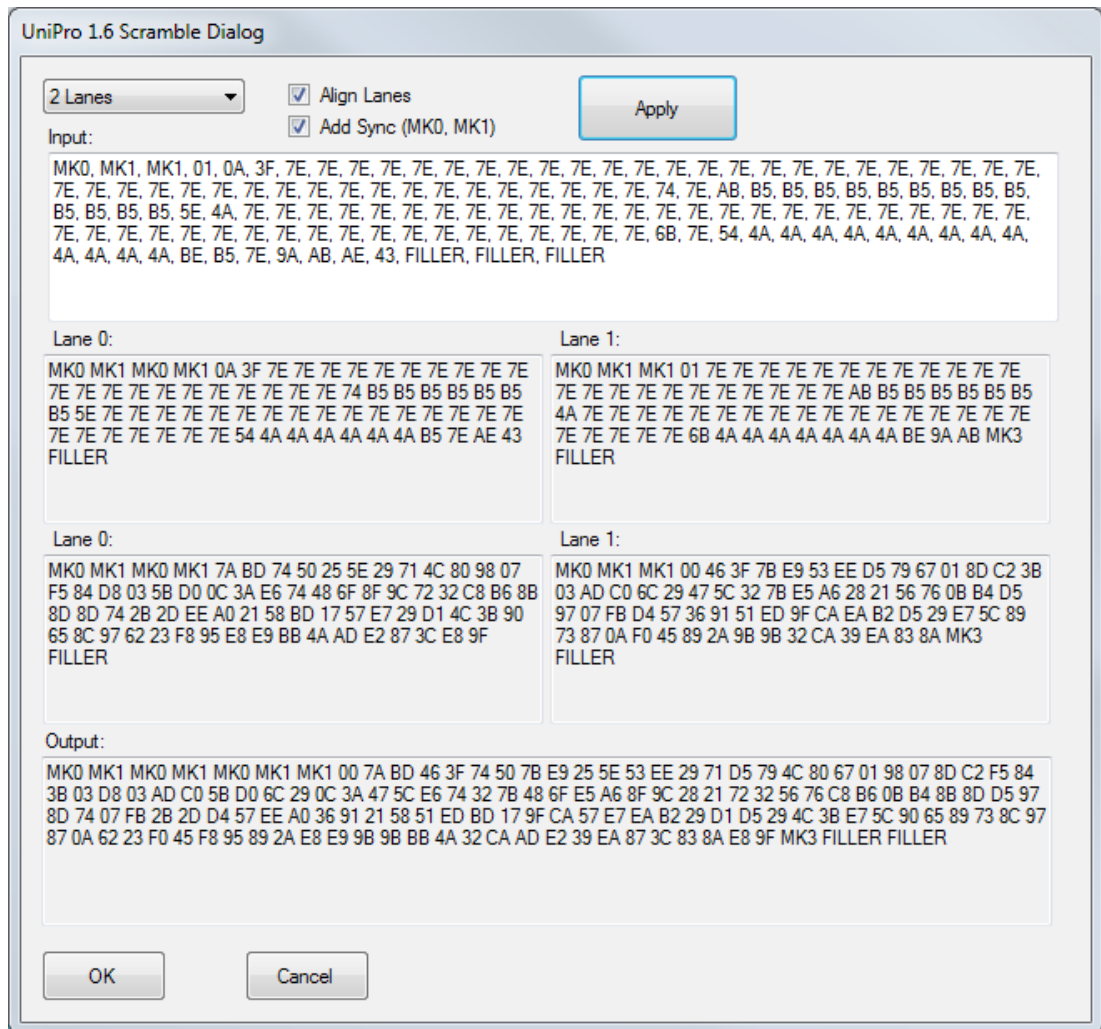 UniPro 1.6 Scramble Dialog
2 Lanes
Align Lanes
Add Sync (MK0, MK1)
Apply
Input:
MK0, MK1, MK1, 01, 0A, 3F, 7E, 7E, 7E, 7E, 7E, 7E, 7E, 7E, 7E, 7E, 7E, 7E, 7E, 7E, 7E, 7E, 7E, 7E, 7E, 7E, 7E, 7E, 7E, 7E,
7E, 7E, 7E, 7E, 7E, 7E, 7E, 7E, 7E, 7E, 7E, 7E, 7E, 7E, 7E, 7E, 7E, 7E, 7E, 74, 7E, AB, B5, B5, B5, B5, B5, B5, B5, B5, B5,
B5, B5, B5, B5, 5E, 4A, 7E, 7E, 7E, 7E, 7E, 7E, 7E, 7E, 7E, 7E, 7E, 7E, 7E, 7E, 7E, 7E, 7E, 7E, 7E, 7E, 7E, 7E, 7E, 7E, 7E,
7E, 7E, 7E, 7E, 7E, 7E, 7E, 7E, 7E, 7E, 7E, 7E, 7E, 7E, 7E, 7E, 7E, 7E, 7E, 6B, 7E, 54, 4A, 4A, 4A, 4A, 4A, 4A, 4A, 4A, 4A,
4A, 4A, 4A, 4A, BE, B5, 7E, 9A, AB, AE, 43, FILLER, FILLER, FILLER
Lane 0:
MK0 MK1 MK0 MK1 0A 3F 7E 7E 7E 7E 7E 7E 7E 7E 7E 7E
7E 7E 7E 7E 7E 7E 7E 7E 7E 7E 7E 74 B5 B5 B5 B5 B5 B5
B5 5E 7E 7E 7E 7E 7E 7E 7E 7E 7E 7E 7E 7E 7E 7E 7E 7E
7E 7E 7E 7E 7E 7E 7E 54 4A 4A 4A 4A 4A 4A B5 7E AE 43
FILLER
Lane 1:
MK0 MK1 MK1 01 7E 7E 7E 7E 7E 7E 7E 7E 7E 7E 7E 7E
7E 7E 7E 7E 7E 7E 7E 7E 7E 7E 7E AB B5 B5 B5 B5 B5 B5
4A 7E 7E 7E 7E 7E 7E 7E 7E 7E 7E 7E 7E 7E 7E 7E 7E 7E
7E 7E 7E 7E 7E 6B 4A 4A 4A 4A 4A 4A 4A BE 9A AB MK3
FILLER
Lane 0:
MK0 MK1 MK0 MK1 7A BD 74 50 25 5E 29 71 4C 80 98 07
F5 84 D8 03 5B D0 0C 3A E6 74 48 6F 8F 9C 72 32 C8 B6 8B
8D 8D 74 2B 2D EE A0 21 58 BD 17 57 E7 29 D1 4C 3B 90
65 8C 97 62 23 F8 95 E8 E9 BB 4A AD E2 87 3C E8 9F
FILLER
Lane 1:
MK0 MK1 MK1 00 46 3F 7B E9 53 EE D5 79 67 01 8D C2 3B
03 AD C0 6C 29 47 5C 32 7B E5 A6 28 21 56 76 0B B4 D5
97 07 FB D4 57 36 91 51 ED 9F CA EA B2 D5 29 E7 5C 89
73 87 0A F0 45 89 2A 9B 9B 32 CA 39 EA 83 8A MK3
FILLER
Output:
MK0 MK1 MK0 MK1 MK0 MK1 MK1 00 7A BD 46 3F 74 50 7B E9 25 5E 53 EE 29 71 D5 79 4C 80 67 01 98 07 8D C2 F5 84
3B 03 D8 03 AD C0 5B D0 6C 29 0C 3A 47 5C E6 74 32 7B 48 6F E5 A6 8F 9C 28 21 72 32 56 76 C8 B6 0B B4 8B 8D D5 97
8D 74 07 FB 2B 2D D4 57 EE A0 36 91 21 58 51 ED BD 17 9F CA 57 E7 EA B2 29 D1 D5 29 4C 3B E7 5C 90 65 89 73 8C 97
87 0A 62 23 F0 45 F8 95 89 2A E8 E9 9B 9B BB 4A 32 CA AD E2 39 EA 87 3C 83 8A E8 9F MK3 FILLER FILLER
OK
Cancel